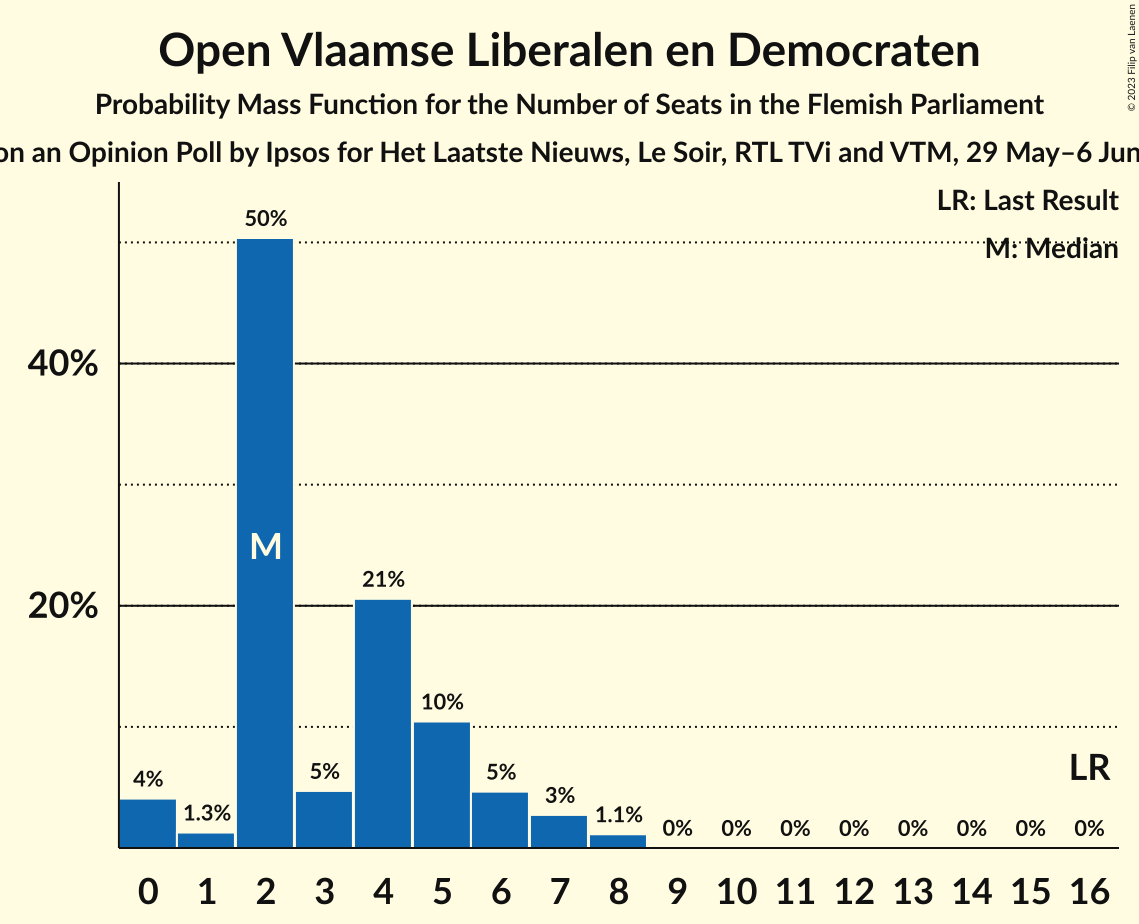 Open Vlaamse Liberalen en Democraten
Probability Mass Function for the Number of Seats in the Flemish Parliament
on an Opinion Poll by Ipsos for Het Laatste Nieuws, Le Soir, RTL TVi and VTM, 29 May–6 Jun
© 2023 Filip van Laenen
LR: Last Result
M: Median
50%
40%
M
21%
20%
10%
LR
4%
1.3%
5%
5%
3%
1.1%
0% 0% 0% 0% 0% 0% 0% 0%
0 1 2 3 4 5 6 7 8 9 10 11 12 13 14 15 16